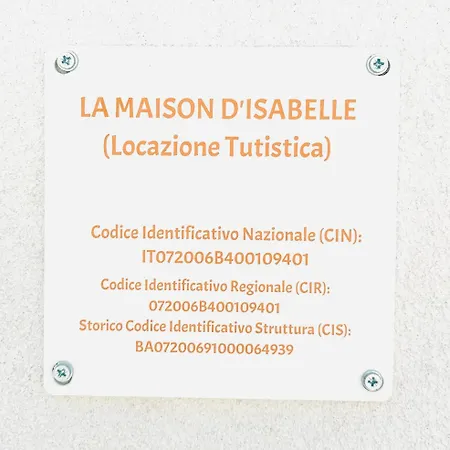 LA MAISON D'ISABELLE
(Locazione Tutistica)
Codice Identificativo Nazionale (CIN):
IT072006B400109401
Codice Identificativo Regionale (CIR):
072006B400109401
Storico Codice Identificativo Struttura (CIS):
BA07200691000064939